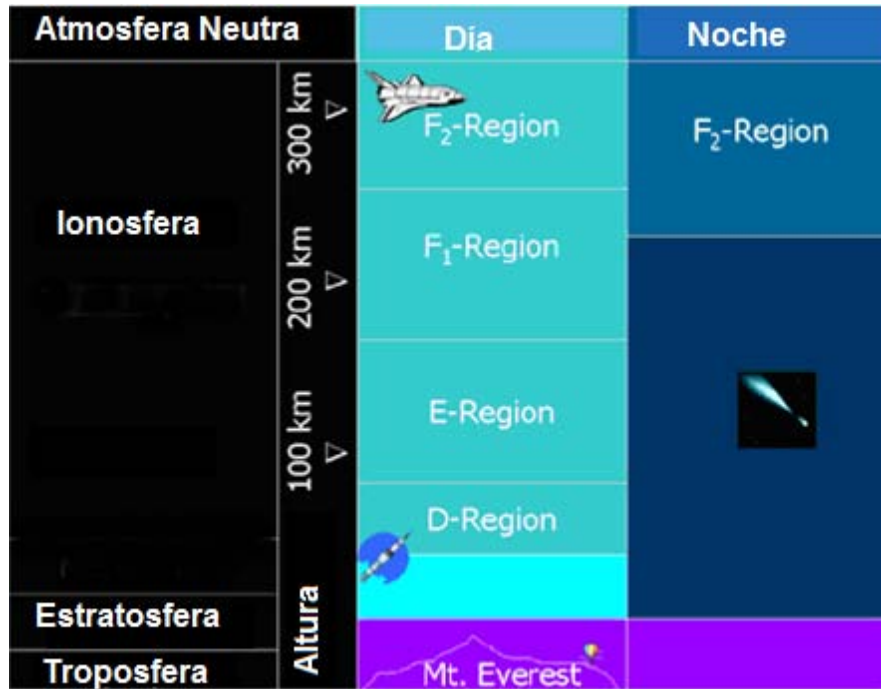 Atmosfera Neutra
Día
Noche
300 km
F₂-Region
F₂-Region
Ionosfera
200 km
F₁-Region
100 km
E-Region
D-Region
Altura
Estratosfera
Troposfera
Mt. Everest